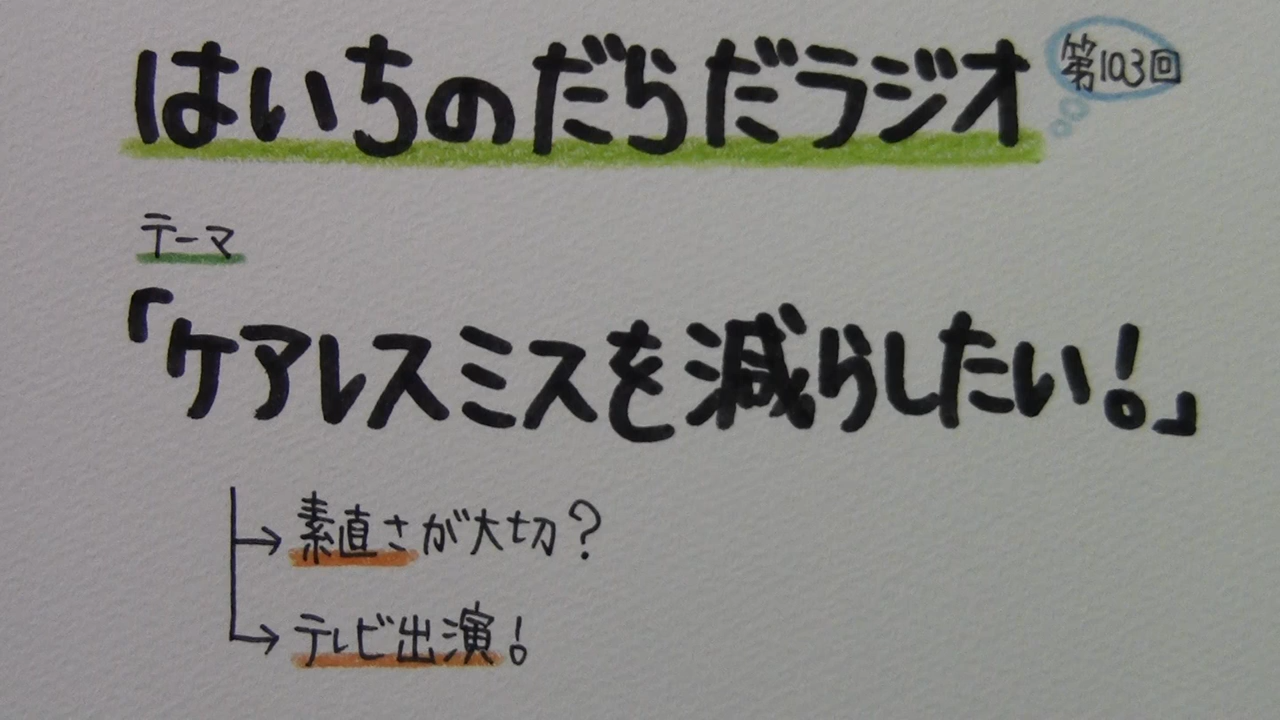 はいちのだらだラジオ 第103回
テーマ
「ケアレスミスを減らしたい!」
素直さが大切?
テレビ出演!